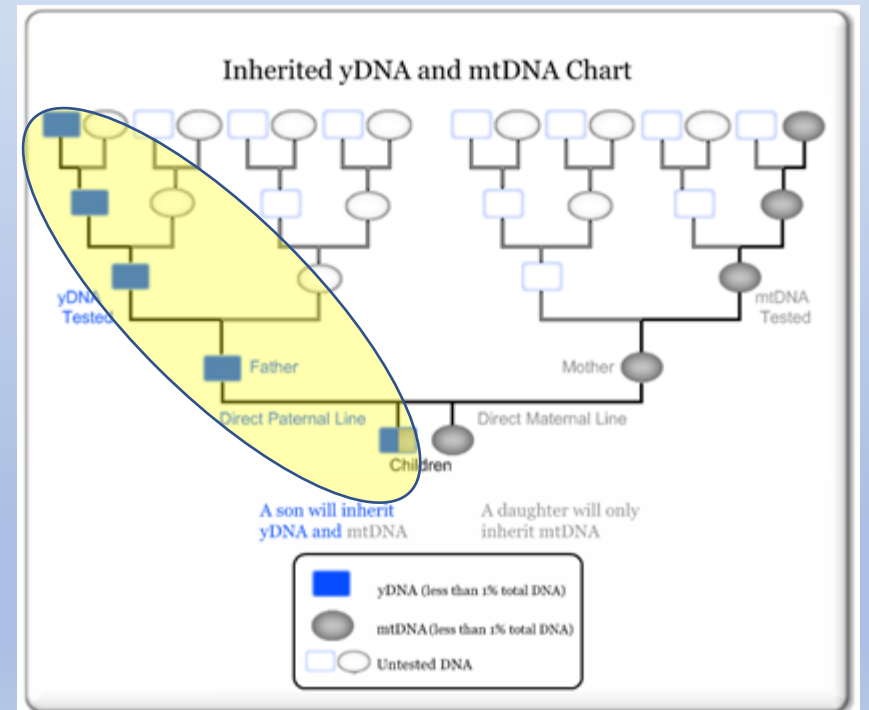 Inherited yDNA and mtDNA Chart
yDNA
Tested
mtDNA
Tested
Father
Mother
Direct Paternal Line
Direct Maternal Line
Children
A son will inherit
yDNA and mtDNA
A daughter will only
inherit mtDNA
yDNA (less than 1% total DNA)
mtDNA(less than 1% total DNA)
Untested DNA